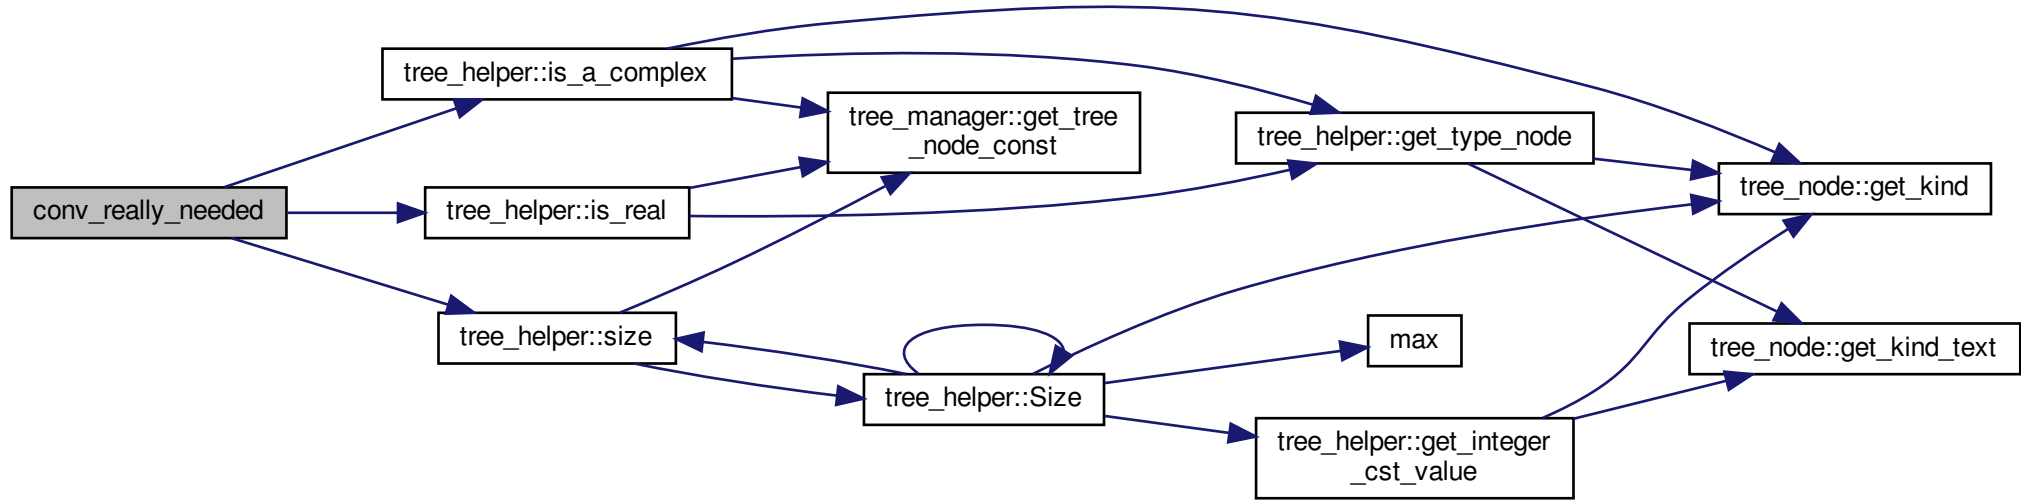 conv_really_needed
tree_helper::is_a_complex
tree_helper::is_real
tree_helper::size
tree_manager::get_tree
_node_const
tree_helper::Size
tree_helper::get_type_node
max
tree_helper::get_integer
_cst_value
tree_node::get_kind
tree_node::get_kind_text